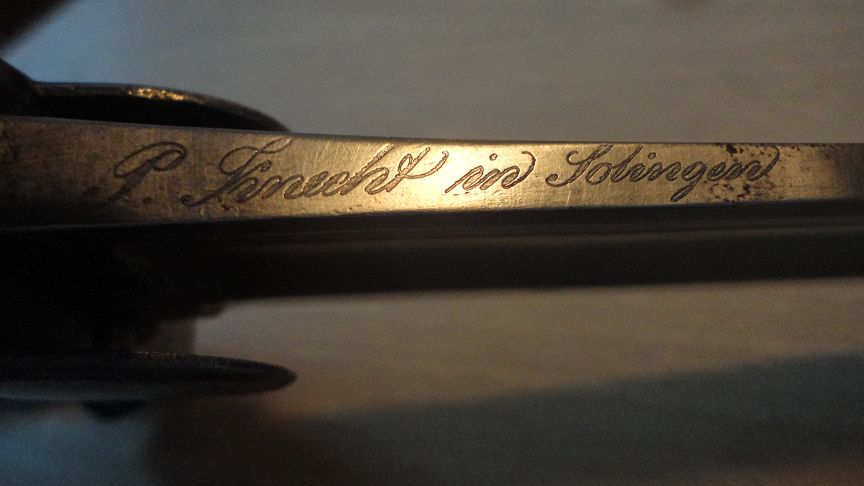 P. Knecht in Solingen